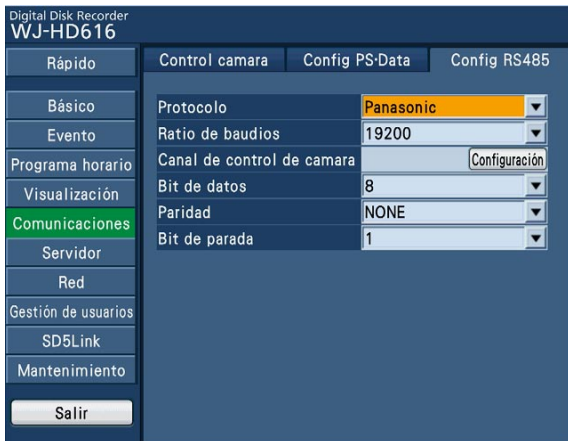 Digital Disk Recorder
WJ-HD616
Rápido
Básico
Evento
Programa horario
Visualización
Comunicaciones
Servidor
Red
Gestión de usuarios
SD5Link
Mantenimiento
Salir
Control camara Config PS·Data Config RS485
Protocolo Panasonic
Ratio de baudios 19200
Canal de control de camara Configuración
Bit de datos 8
Paridad NONE
Bit de parada 1